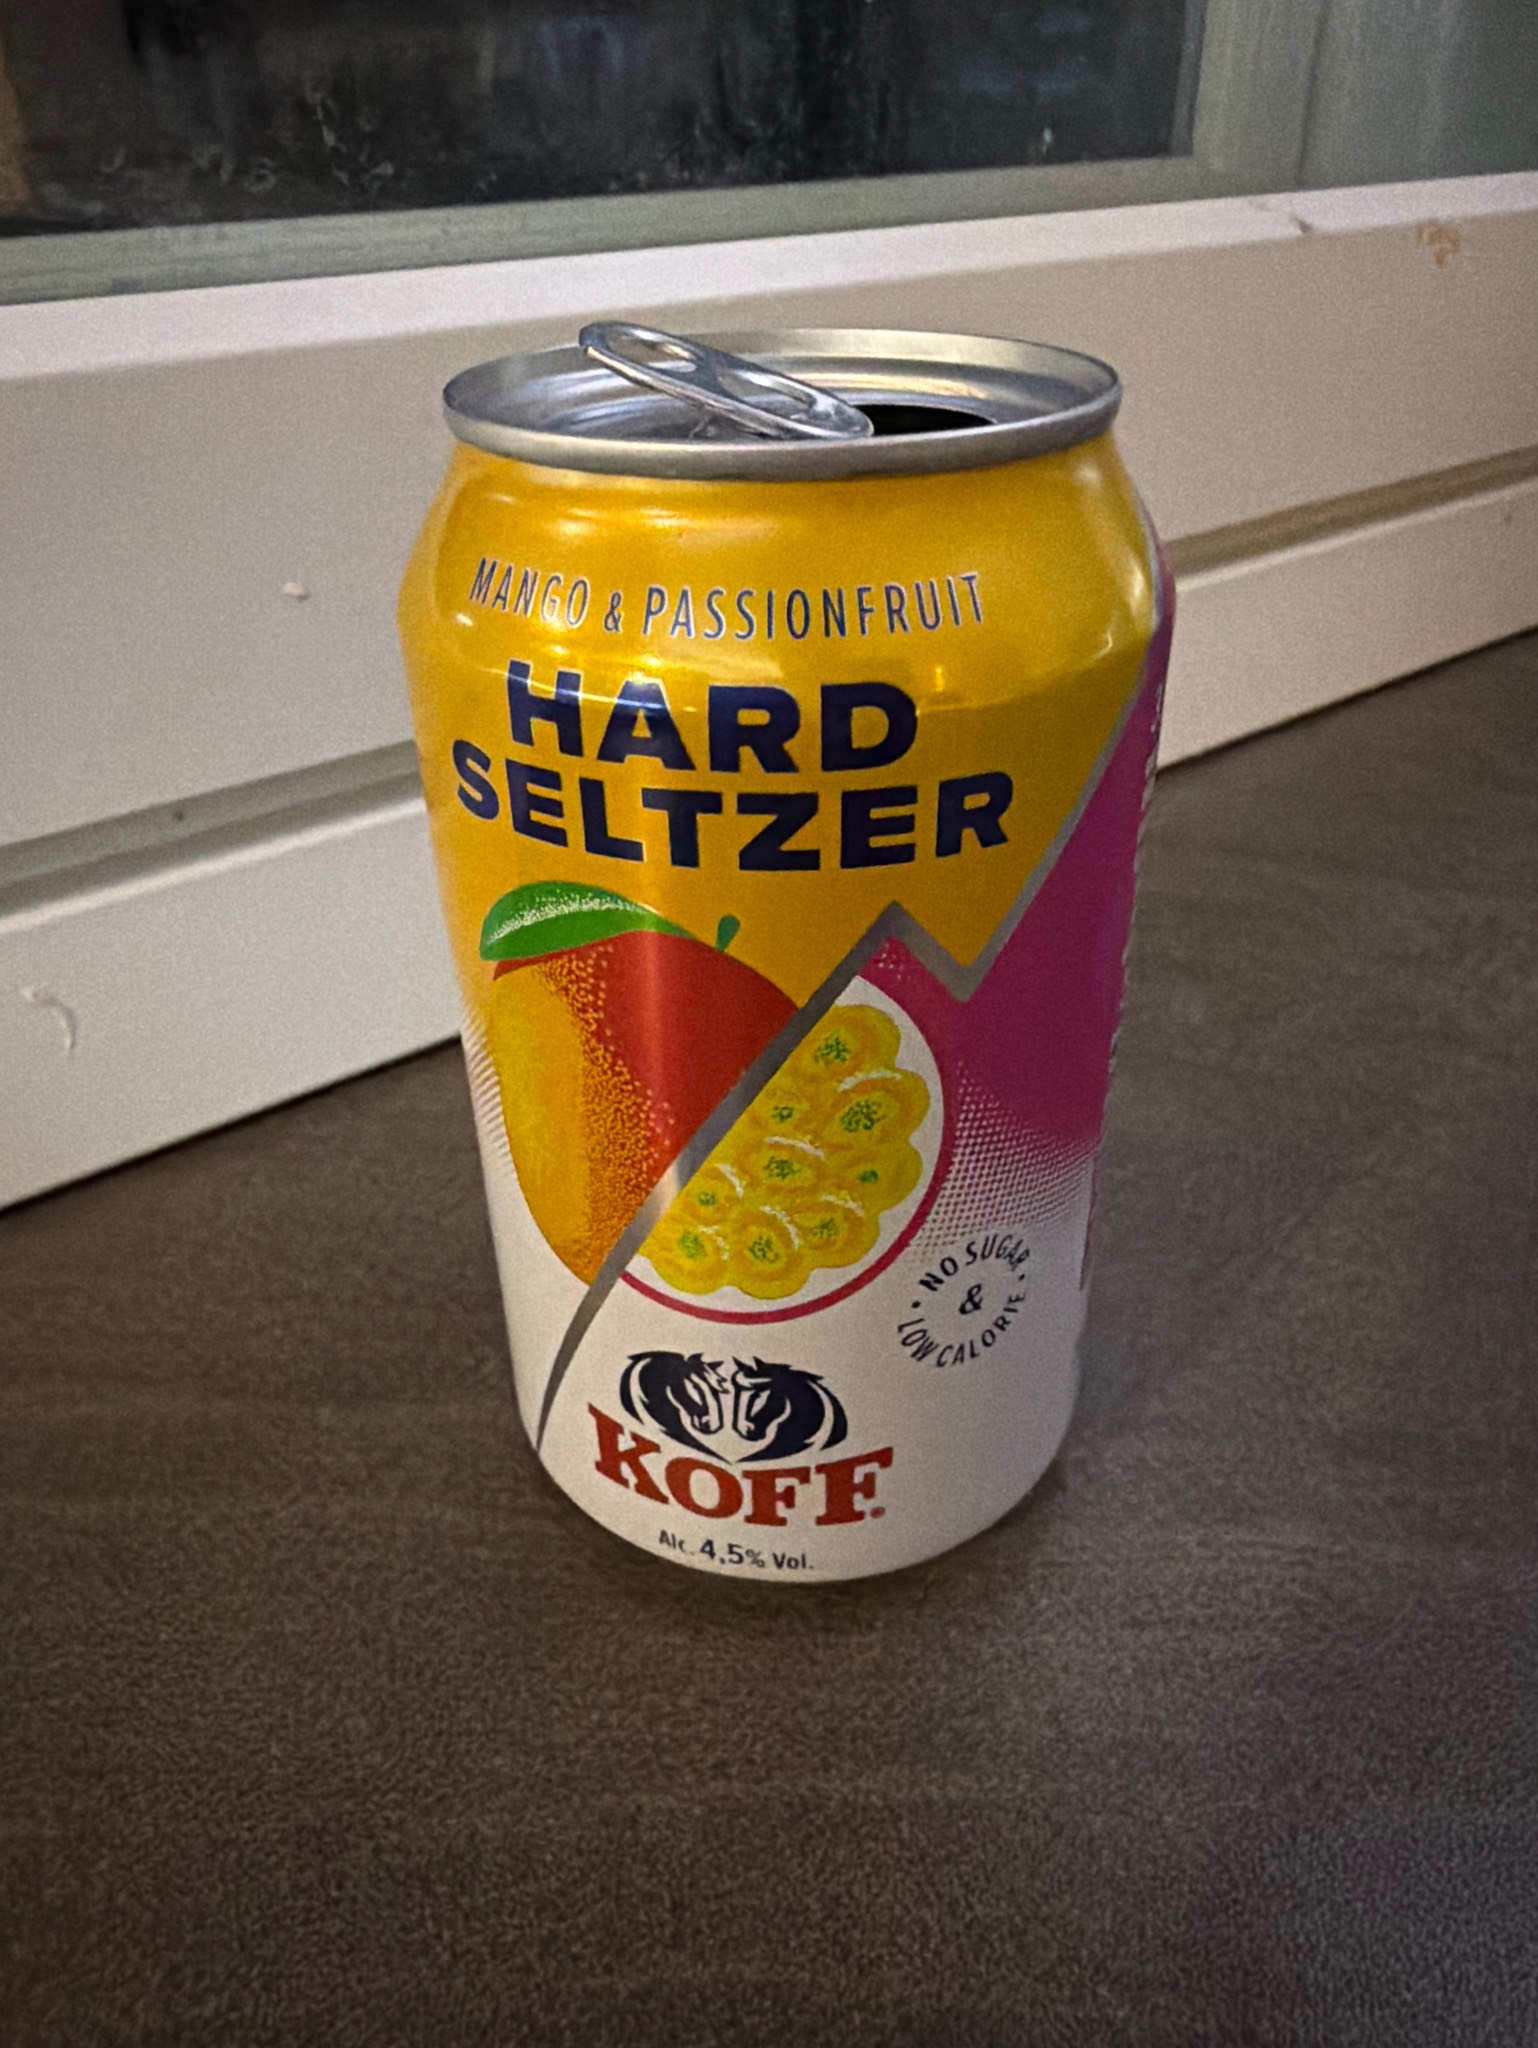 MANGO & PASSIONFRUIT
HARD
SELTZER
NO SUGAR
&
LOW CALORIE
KOFF
Alc. 4,5% Vol.